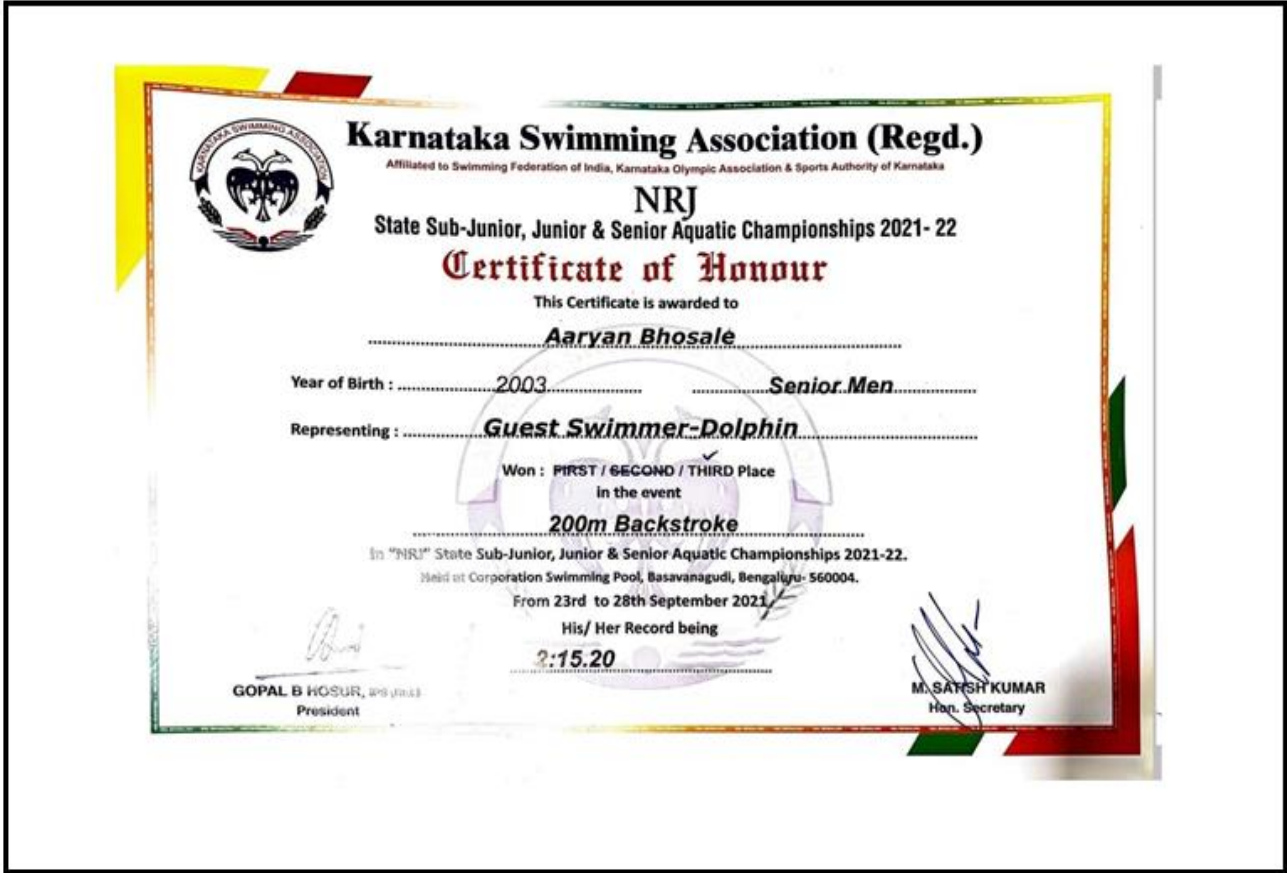 KARNATAKA SWIMMING ASSOCIATION
Karnataka Swimming Association (Regd.)
Affiliated to Swimming Federation of India, Karnataka Olympic Association & Sports Authority of Karnataka
NRJ
State Sub-Junior, Junior & Senior Aquatic Championships 2021- 22
Certificate of Honour
This Certificate is awarded to
Aaryan Bhosale
Year of Birth : 2003 Senior Men
Representing : Guest Swimmer-Dolphin
Won : FIRST / SECOND / THIRD Place
in the event
200m Backstroke
in "NRJ" State Sub-Junior, Junior & Senior Aquatic Championships 2021-22.
Held at Corporation Swimming Pool, Basavanagudi, Bengaluru- 560004.
From 23rd to 28th September 2021
His/ Her Record being
2:15.20
GOPAL B HOSUR,
President
M. SATISH KUMAR
Hon. Secretary